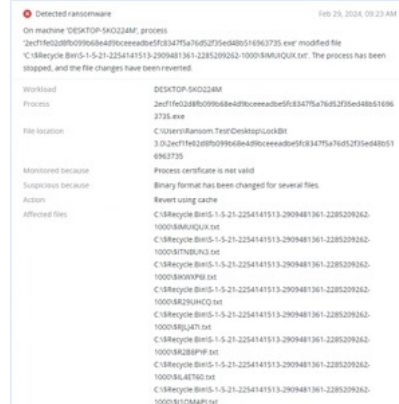 Detected ransomware
Feb 29, 2024, 09:23 AM
On machine 'DESKTOP-5KO224M', process
'2ecf1fe02d8fb099b68e4d9bceeeadbe5fc8347f5a76d52f35ed48b516963735.exe' modified file
'C:\$Recycle.Bin\S-1-5-21-2254141513-2909481361-2285209262-1000\$IMUIQUX.txt'. The process has been
stopped, and the file changes have been reverted.
Workload DESKTOP-5KO224M
Process 2ecf1fe02d8fb099b68e4d9bceeeadbe5fc8347f5a76d52f35ed48b51696
3735.exe
File location C:\Users\Ransom.Test\Desktop\LockBit
3.0\2ecf1fe02d8fb099b68e4d9bceeeadbe5fc8347f5a76d52f35ed48b51
6963735
Monitored because Process certificate is not valid
Suspicious because Binary format has been changed for several files.
Action Revert using cache
Affected files C:\$Recycle.Bin\S-1-5-21-2254141513-2909481361-2285209262-
1000\$IMUIQUX.txt
C:\$Recycle.Bin\S-1-5-21-2254141513-2909481361-2285209262-
1000\$ITNBUN3.txt
C:\$Recycle.Bin\S-1-5-21-2254141513-2909481361-2285209262-
1000\$IKWXP6I.txt
C:\$Recycle.Bin\S-1-5-21-2254141513-2909481361-2285209262-
1000\$R29UHCQ.txt
C:\$Recycle.Bin\S-1-5-21-2254141513-2909481361-2285209262-
1000\$RJLJ47I.txt
C:\$Recycle.Bin\S-1-5-21-2254141513-2909481361-2285209262-
1000\$R2B8PYF.txt
C:\$Recycle.Bin\S-1-5-21-2254141513-2909481361-2285209262-
1000\$IL4ET60.txt
C:\$Recycle.Bin\S-1-5-21-2254141513-2909481361-2285209262-